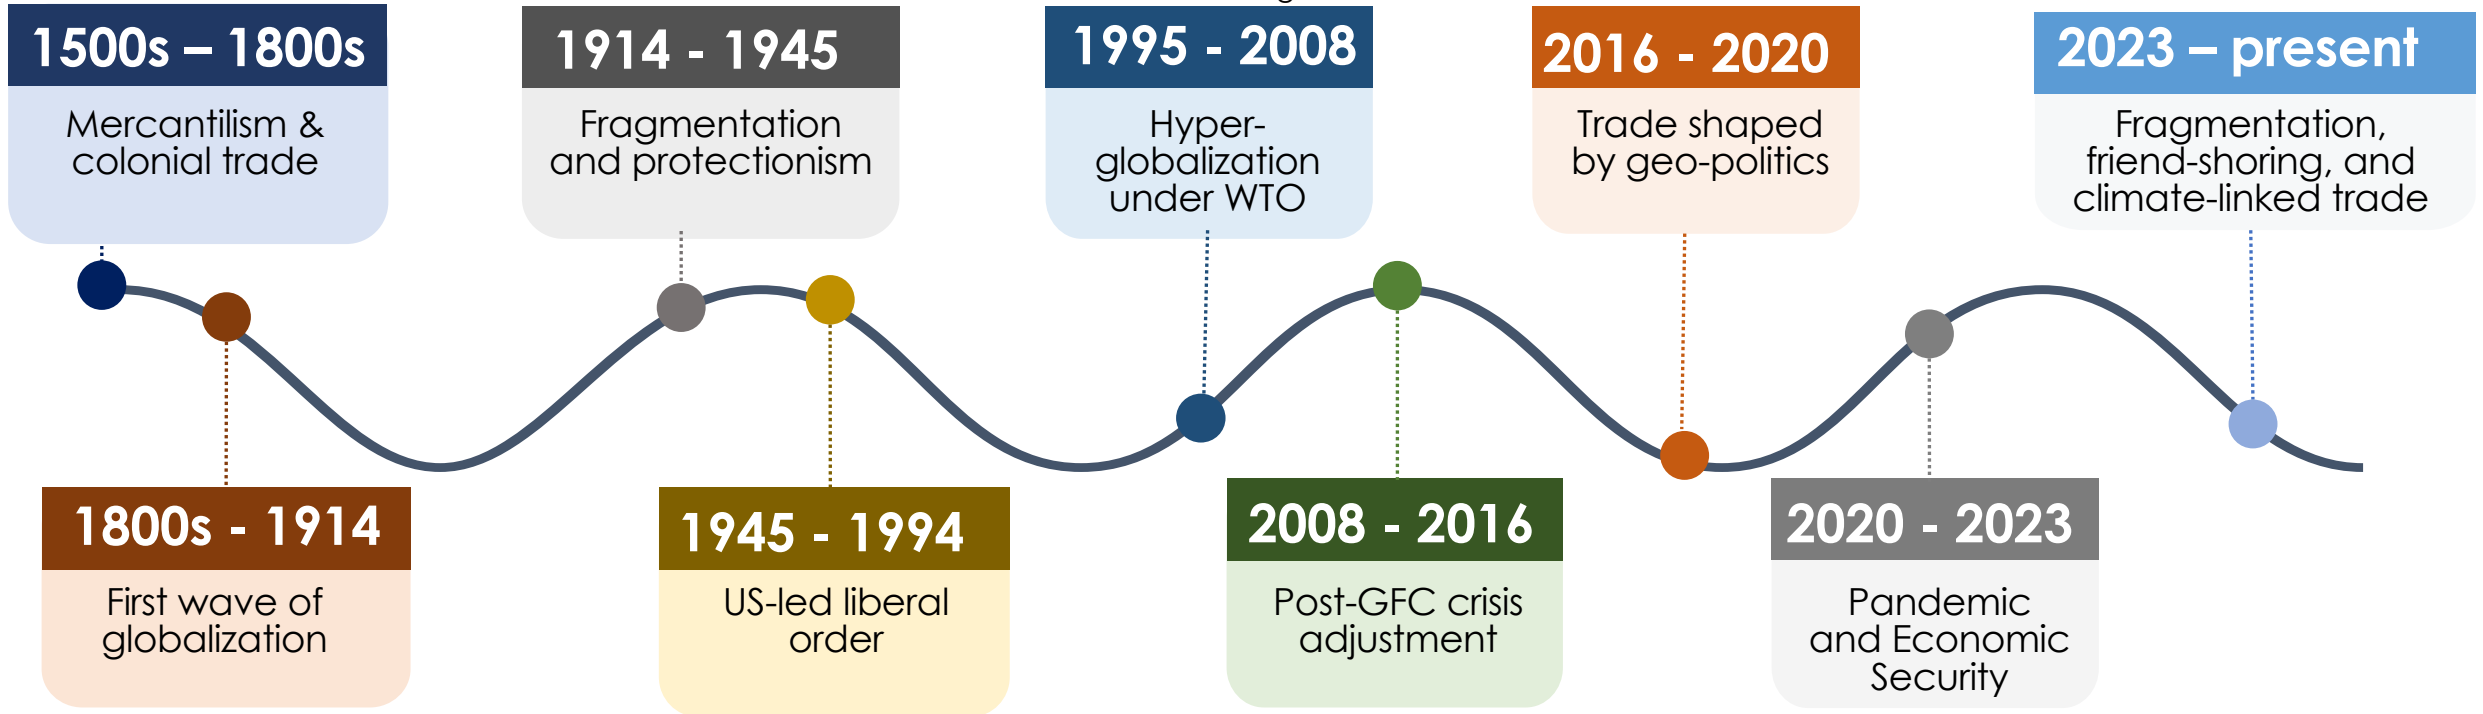 1500s – 1800s
Mercantilism &
colonial trade
1914 - 1945
Fragmentation
and protectionism
1995 - 2008
Hyper-
globalization
under WTO
2016 - 2020
Trade shaped
by geo-politics
2023 – present
Fragmentation,
friend-shoring, and
climate-linked trade
1800s - 1914
First wave of
globalization
1945 - 1994
US-led liberal
order
2008 - 2016
Post-GFC crisis
adjustment
2020 - 2023
Pandemic
and Economic
Security